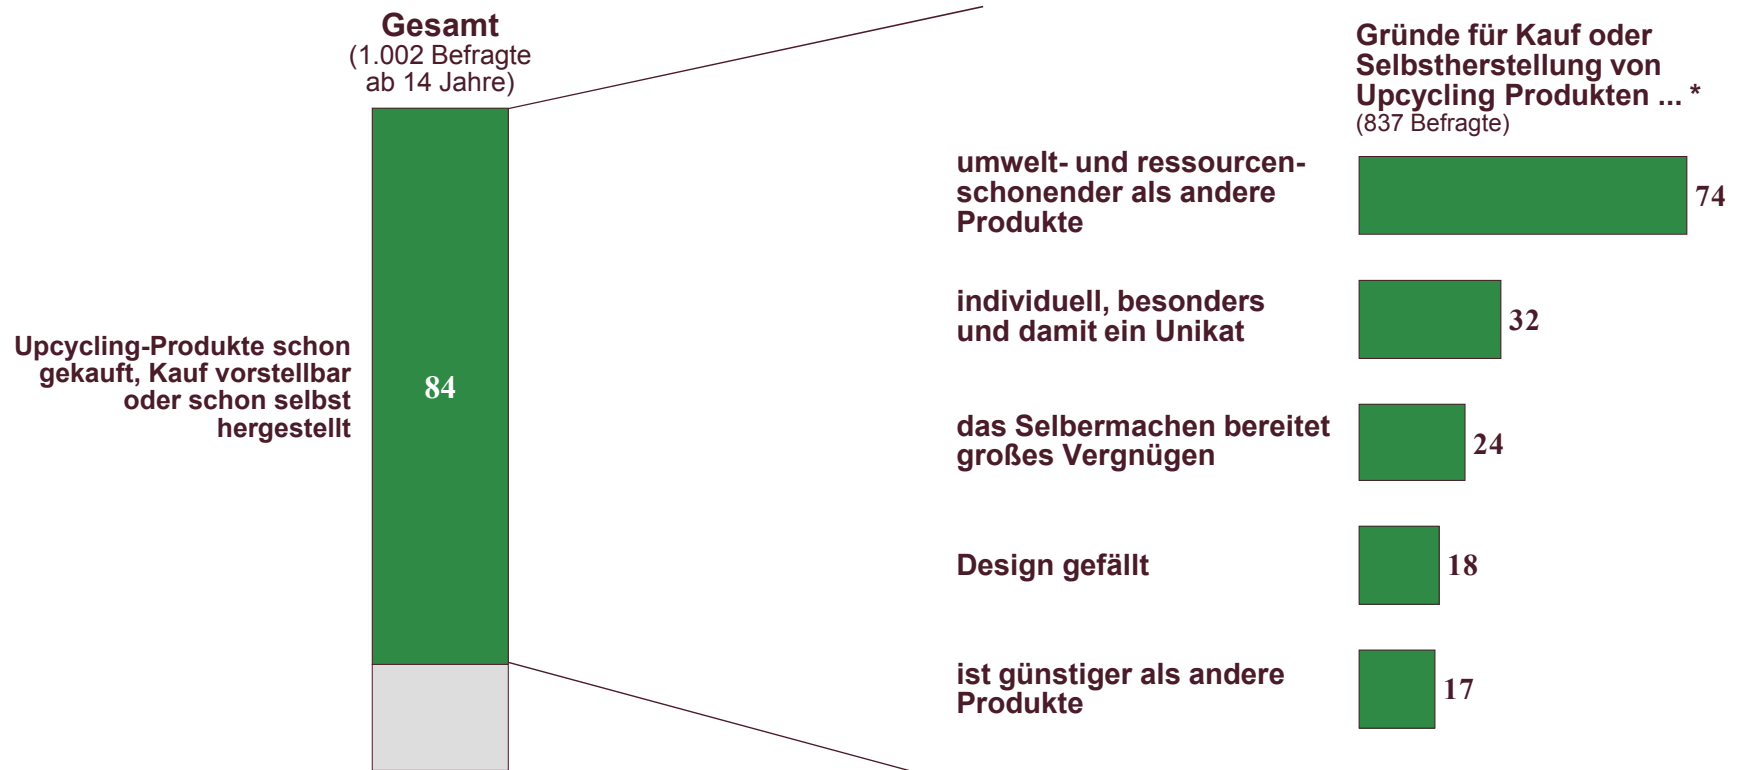 Gesamt
(1.002 Befragte
ab 14 Jahre)
Upcycling-Produkte schon
gekauft, Kauf vorstellbar
oder schon selbst
hergestellt
84
Gründe für Kauf oder
Selbstherstellung von
Upcycling Produkten ... *
(837 Befragte)
umwelt- und ressourcen-
schonender als andere
Produkte
74
individuell, besonders
und damit ein Unikat
32
das Selbermachen bereitet
großes Vergnügen
24
Design gefällt
18
ist günstiger als andere
Produkte
17